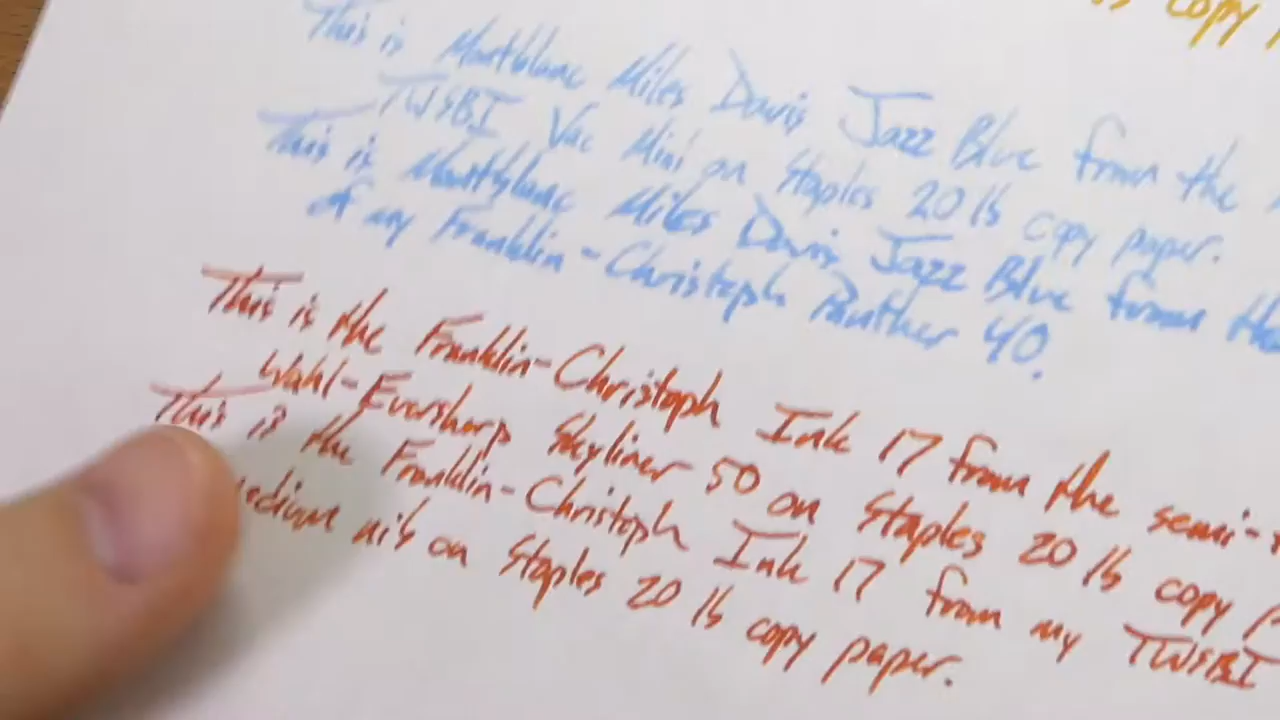 copy
This is Montblanc Miles Davis Jazz Blue from the
TWSBI Vac Mini on Staples 20 lb copy paper.
This is Montblanc Miles Davis Jazz Blue from the
of my Franklin-Christoph Panther 40.
This is the Franklin-Christoph Ink 17 from the semi-
Wahl-Eversharp Skyliner 50 on Staples 20 lb copy
This is the Franklin-Christoph Ink 17 from my TWSBI
medium nib on Staples 20 lb copy paper.